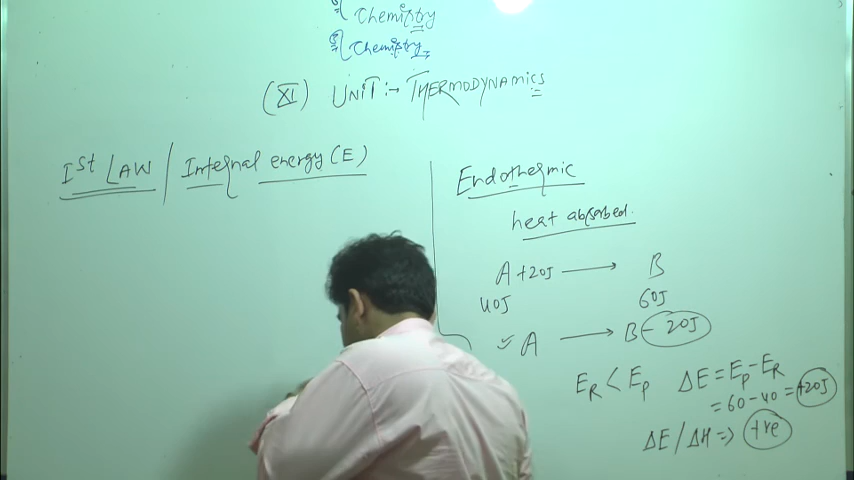 Chemistry
Chemistry
(XI) UNIT:- THERMODYNAMICS
Ist LAW / Internal energy (E)
Endothermic
heat absorbed.
A + 20J → B
40J 60J
A → B - 20J
ER < EP ΔE = EP - ER
= 60 - 40 = +20J
ΔE / ΔH => +ve